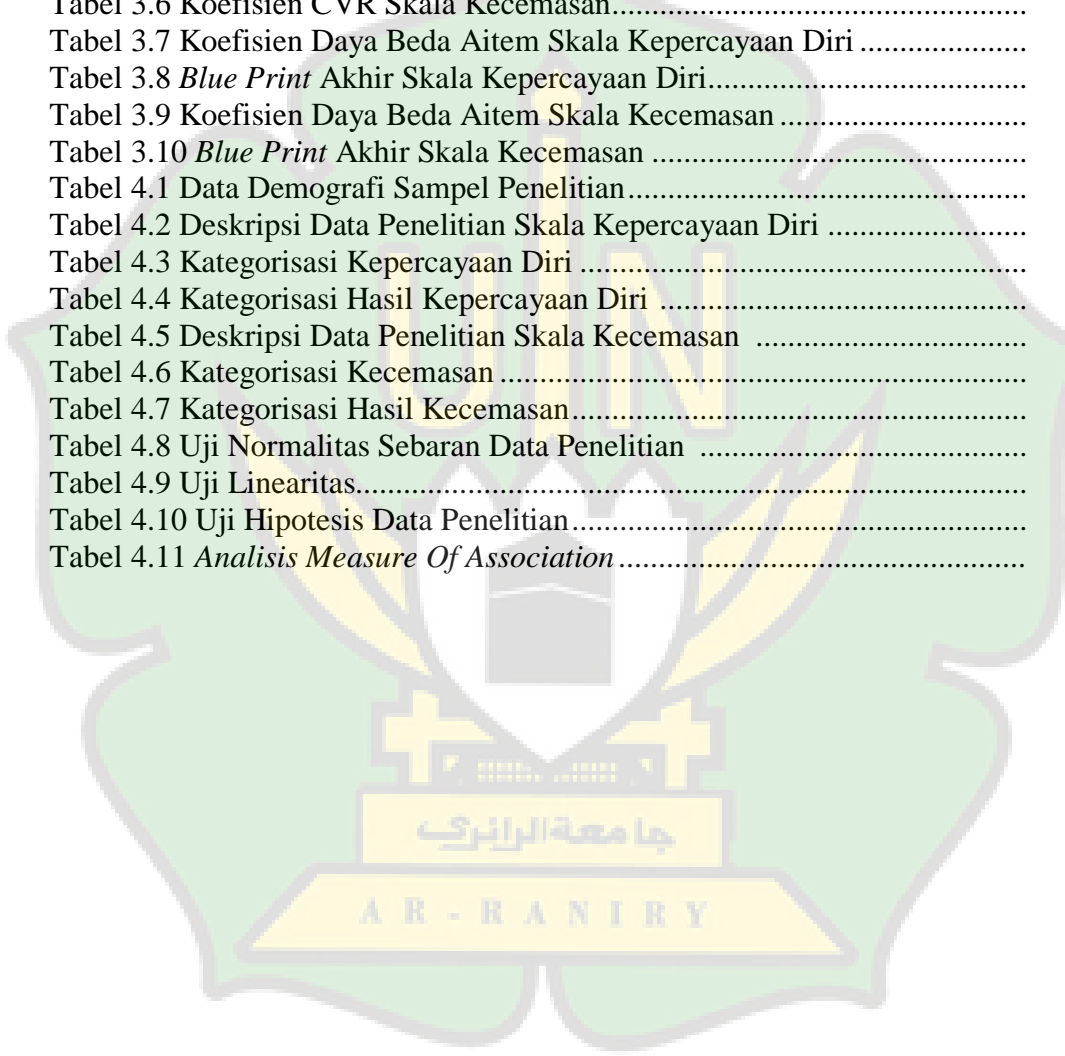 Tabel 3.6 Koefisien CVR Skala Kecemasan..................................................
Tabel 3.7 Koefisien Daya Beda Aitem Skala Kepercayaan Diri .....................
Tabel 3.8 Blue Print Akhir Skala Kepercayaan Diri........................................
Tabel 3.9 Koefisien Daya Beda Aitem Skala Kecemasan ...............................
Tabel 3.10 Blue Print Akhir Skala Kecemasan ...............................................
Tabel 4.1 Data Demografi Sampel Penelitian......................................................
Tabel 4.2 Deskripsi Data Penelitian Skala Kepercayaan Diri .........................
Tabel 4.3 Kategorisasi Kepercayaan Diri .........................................................
Tabel 4.4 Kategorisasi Hasil Kepercayaan Diri ..............................................
Tabel 4.5 Deskripsi Data Penelitian Skala Kecemasan ..................................
Tabel 4.6 Kategorisasi Kecemasan ...................................................................
Tabel 4.7 Kategorisasi Hasil Kecemasan..........................................................
Tabel 4.8 Uji Normalitas Sebaran Data Penelitian .........................................
Tabel 4.9 Uji Linearitas.....................................................................................
Tabel 4.10 Uji Hipotesis Data Penelitian..........................................................
Tabel 4.11 Analisis Measure Of Association ....................................................
UIN
جامعة الرانري
AR-RANIRY